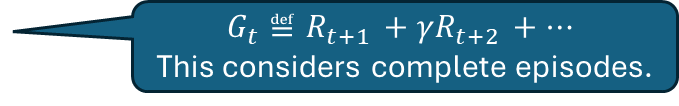 G_t ≝ R_{t+1} + γR_{t+2} + ⋯
This considers complete episodes.